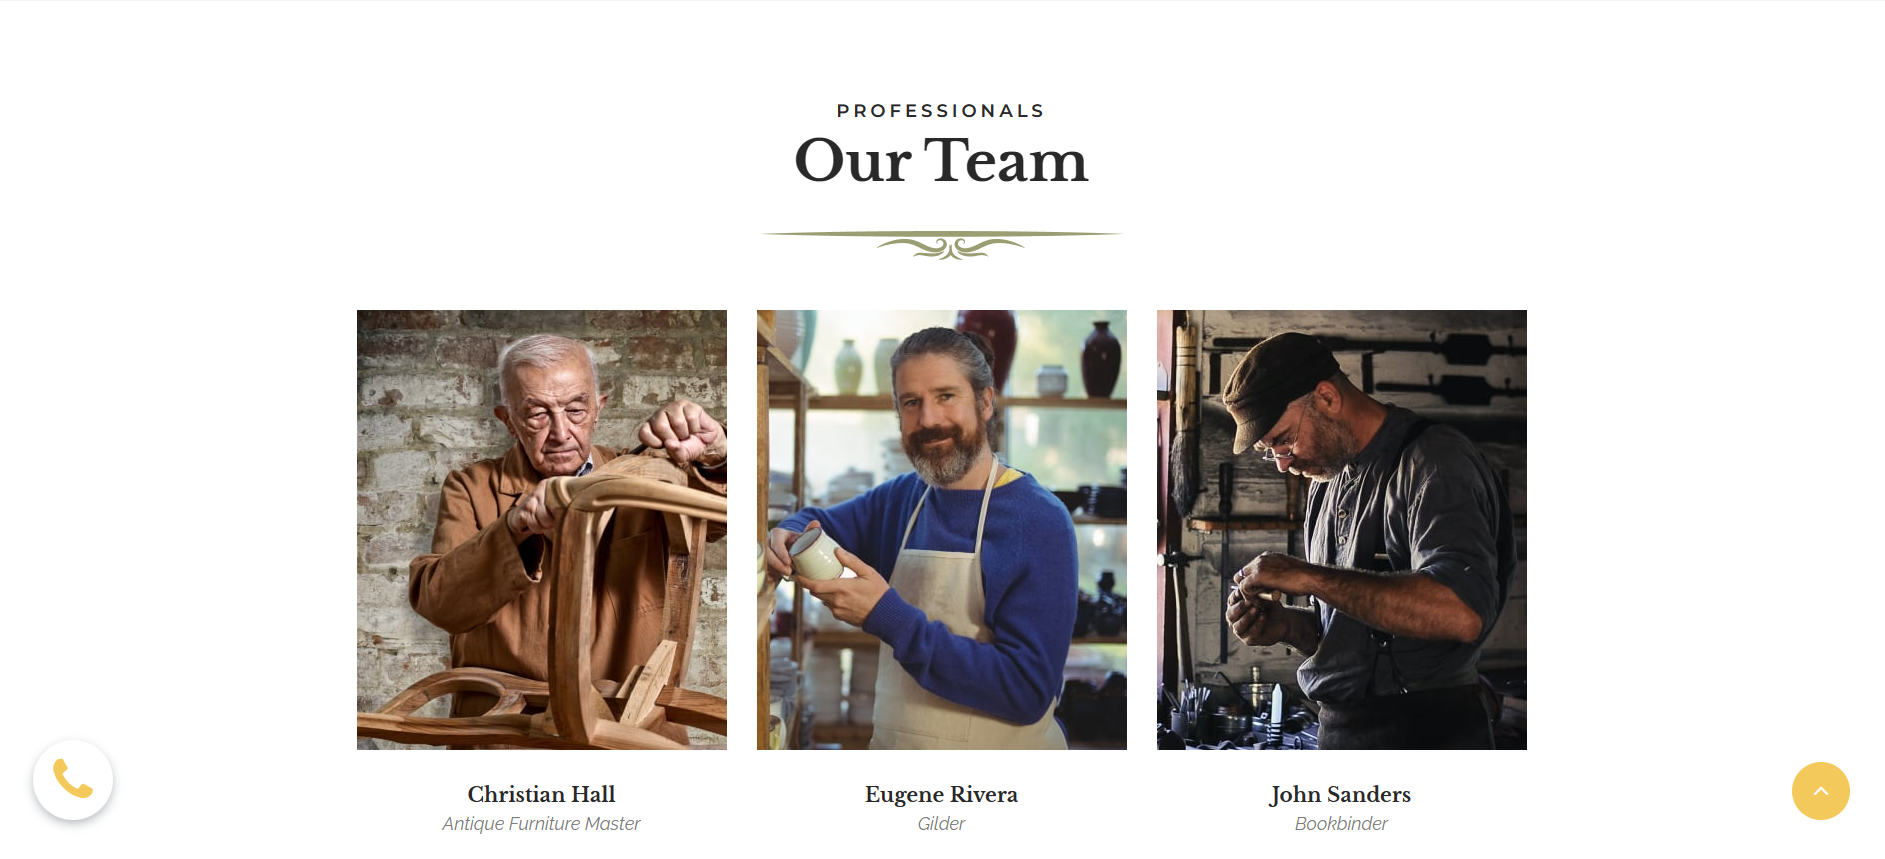 PROFESSIONALS
Our Team
Christian Hall
Antique Furniture Master
Eugene Rivera
Gilder
John Sanders
Bookbinder